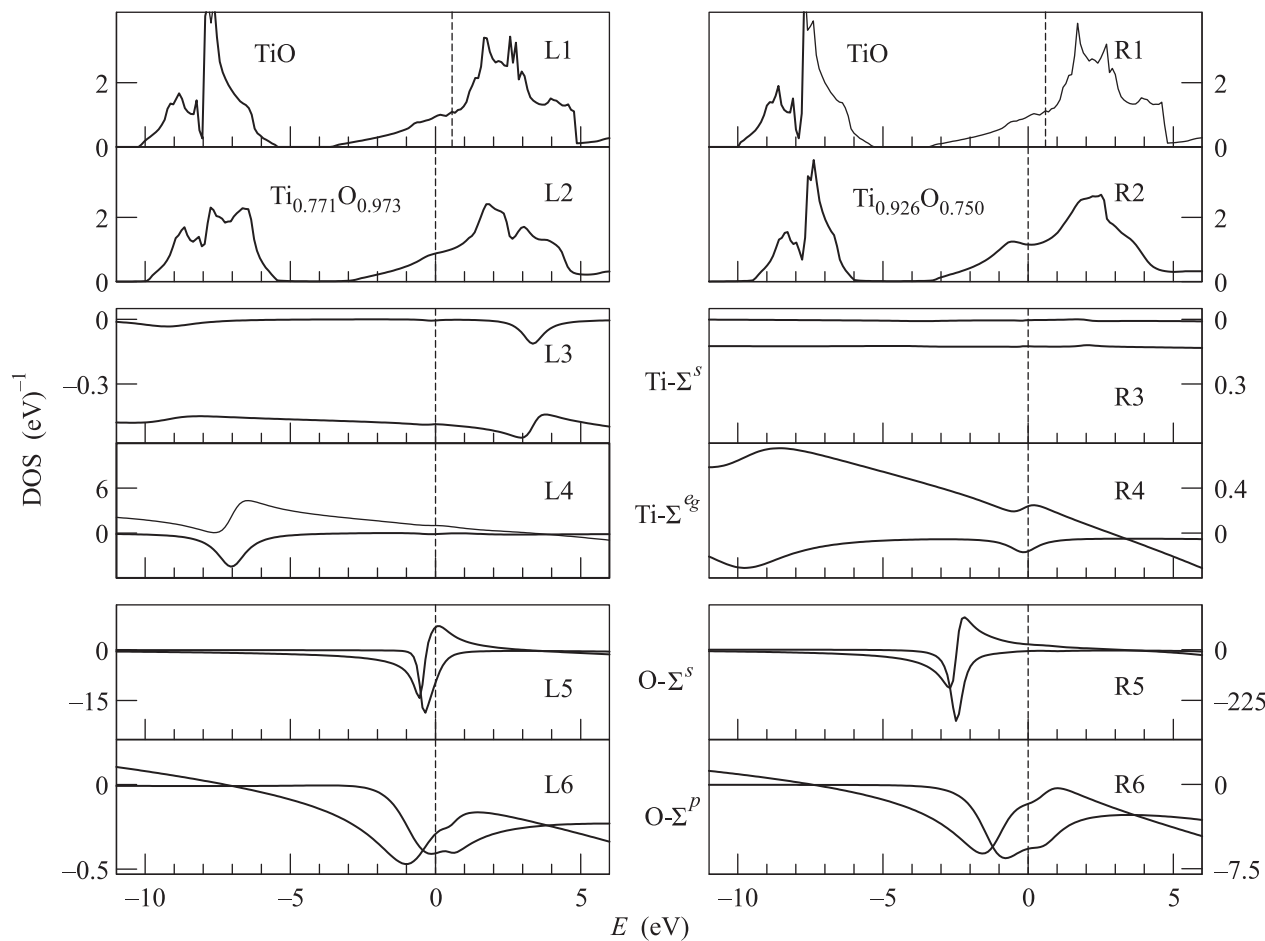 TiO L1
TiO R1
2
2
0
0
Ti0.771O0.973 L2
Ti0.926O0.750 R2
2
2
0
0
0
L3
−0.3
Ti-Σs
0
0.3
R3
6
L4
0
Ti-Σeg
R4
0.4
0
0
L5
−15
O-Σs
0
R5
−225
0
L6
−0.5
O-Σp
0
R6
−7.5
−10 −5 0 5
−10 −5 0 5
DOS (eV)−1
E (eV)